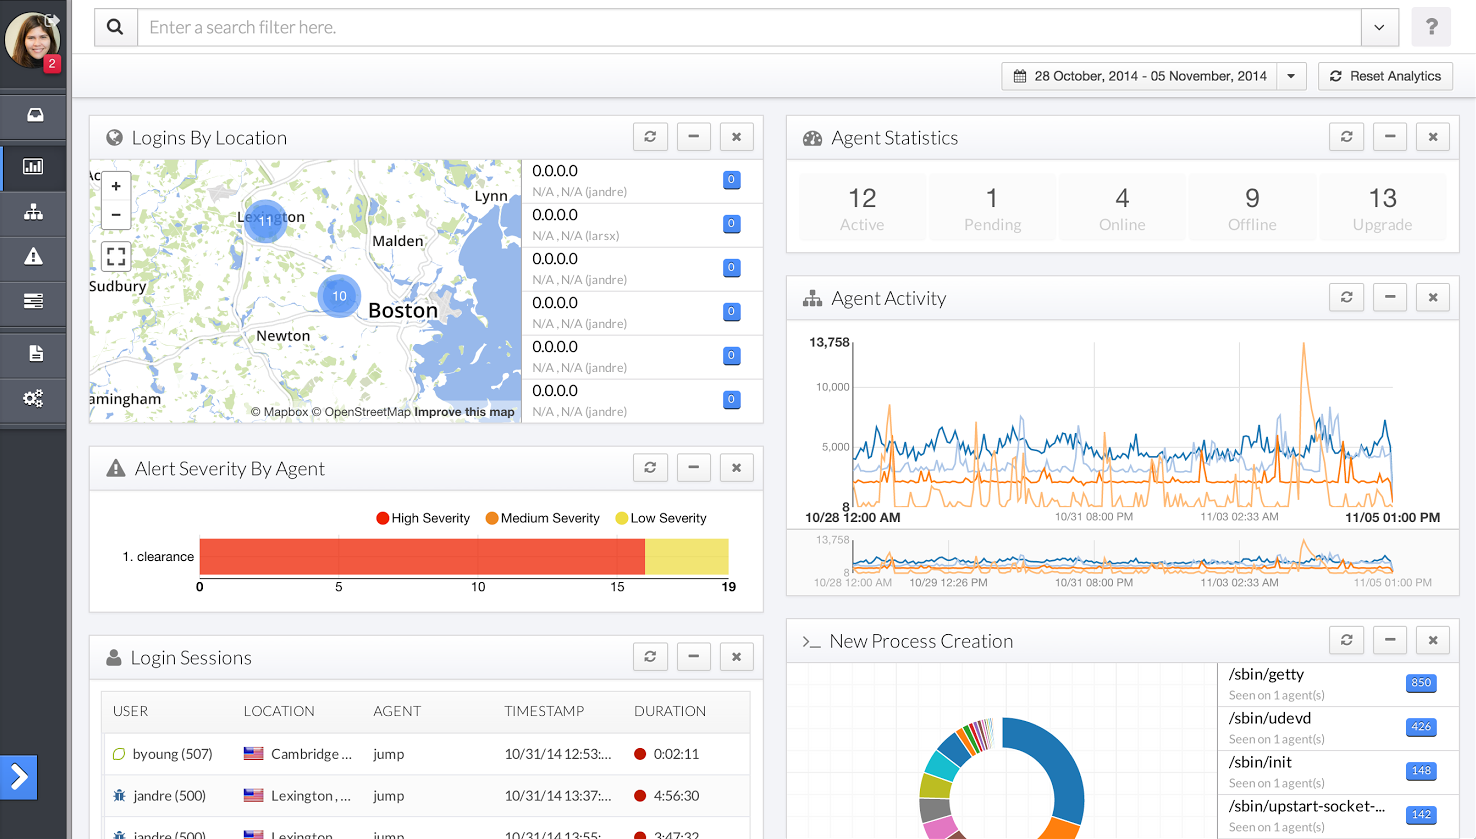 2
Enter a search filter here.
?
28 October, 2014 - 05 November, 2014
Reset Analytics
Logins By Location
+
−
Lexington
11
Lynn
Malden
Sudbury
10
Boston
Newton
amingham
© Mapbox © OpenStreetMap Improve this map
0.0.0.0
N/A , N/A (jandre)
0
0.0.0.0
N/A , N/A (larsx)
0
0.0.0.0
N/A , N/A (jandre)
0
0.0.0.0
N/A , N/A (jandre)
0
0.0.0.0
N/A , N/A (jandre)
0
0.0.0.0
N/A , N/A (jandre)
0
Alert Severity By Agent
High Severity Medium Severity Low Severity
1. clearance
0 5 10 15 19
Login Sessions
USER LOCATION AGENT TIMESTAMP DURATION
byoung (507) Cambridge ... jump 10/31/14 12:53:... 0:02:11
jandre (500) Lexington , ... jump 10/31/14 13:37:... 4:56:30
jandre (500) Lexington jump 10/31/14 13:55: 3:47:32
Agent Statistics
12 1 4 9 13
Active Pending Online Offline Upgrade
Agent Activity
13,758
10,000
5,000
8
10/28 12:00 AM 10/31 08:00 PM 11/03 02:33 AM 11/05 01:00 PM
13,758
8
10/28 12:00 AM 10/29 12:26 PM 10/31 08:00 PM 11/03 02:33 AM 11/05 01:00 PM
New Process Creation
/sbin/getty
Seen on 1 agent(s)
850
/sbin/udevd
Seen on 1 agent(s)
426
/sbin/init
Seen on 1 agent(s)
148
/sbin/upstart-socket-...
Seen on 1 agent(s)
142